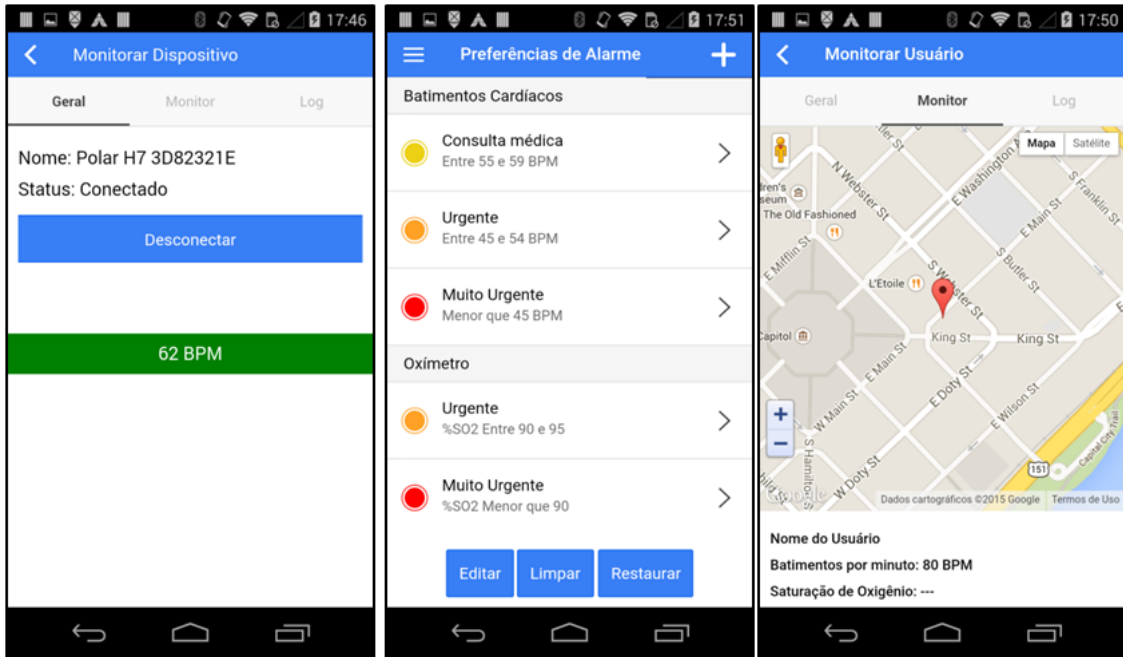 17:46
Monitorar Dispositivo
Geral Monitor Log
Nome: Polar H7 3D82321E
Status: Conectado
Desconectar
62 BPM
17:51
Preferências de Alarme
Batimentos Cardíacos
Consulta médica
Entre 55 e 59 BPM
Urgente
Entre 45 e 54 BPM
Muito Urgente
Menor que 45 BPM
Oxímetro
Urgente
%SO2 Entre 90 e 95
Muito Urgente
%SO2 Menor que 90
Editar Limpar Restaurar
17:50
Monitorar Usuário
Geral Monitor Log
Mapa Satélite
N Webster St
E Washington
S Franklin St
The Old Fashioned
E Main St
E Mifflin St
S Butler St
L'Etoile
S Webster St
King St
King St
E Main St
E Doty St
W Main St
E Wilson St
S Hamilton S
W Doty St
151
Capital City Trail
Google
Dados cartográficos ©2015 Google Termos de Uso
Nome do Usuário
Batimentos por minuto: 80 BPM
Saturação de Oxigênio: ---